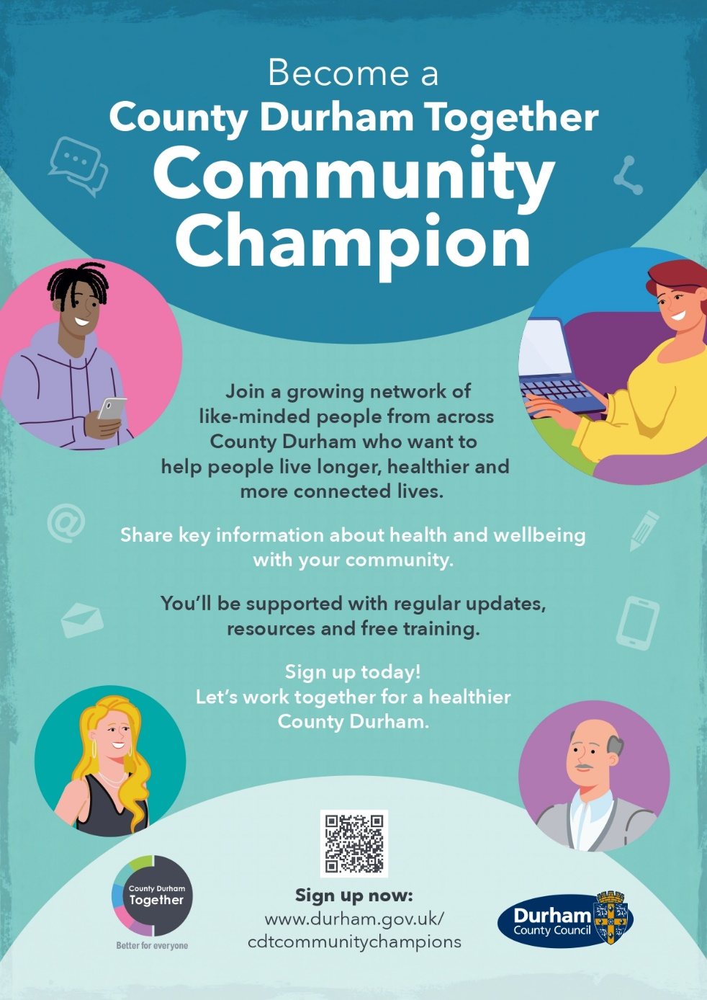 Become a
County Durham Together
Community
Champion
Join a growing network of
like-minded people from across
County Durham who want to
help people live longer, healthier and
more connected lives.
Share key information about health and wellbeing
with your community.
You’ll be supported with regular updates,
resources and free training.
Sign up today!
Let’s work together for a healthier
County Durham.
County Durham
Together
Better for everyone
Sign up now:
www.durham.gov.uk/
cdtcommunitychampions
Durham
County Council